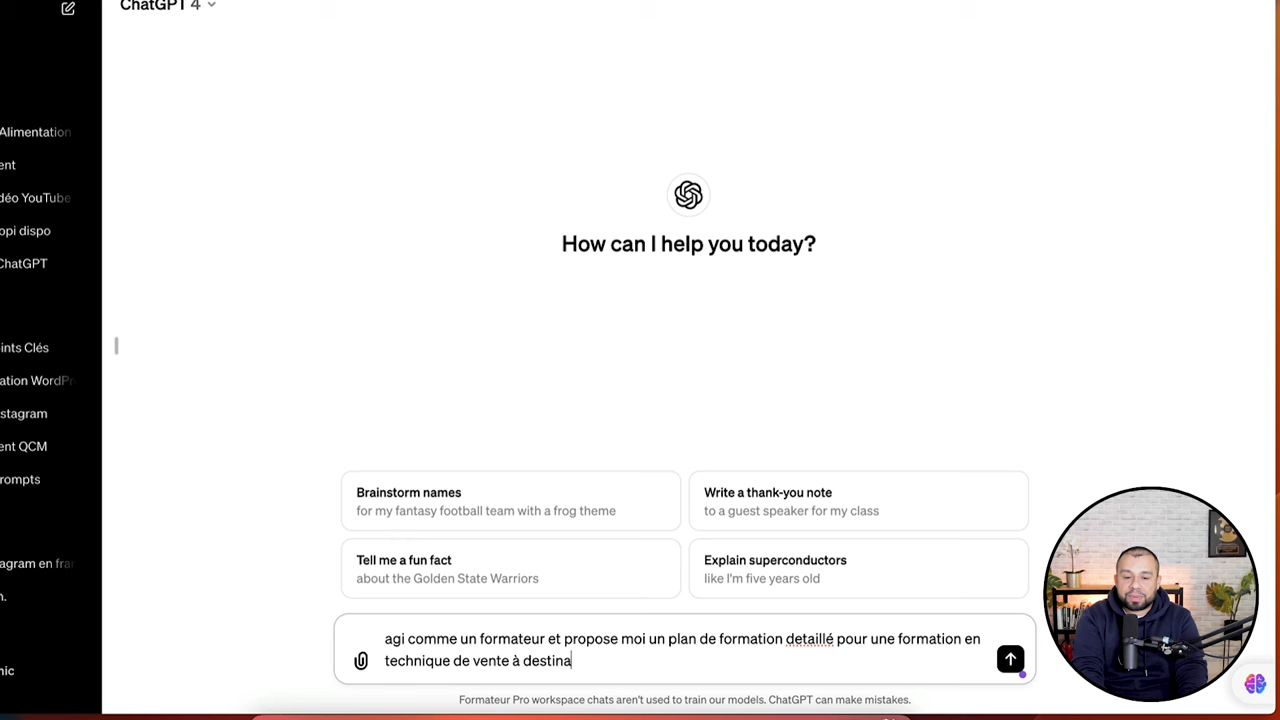 ChatGPT 4
Alimentation
ent
déo YouTube
opi dispo
ChatGPT
ints Clés
ation WordPr
stagram
ent QCM
rompts
agram en fra
n.
nic
How can I help you today?
Brainstorm names
for my fantasy football team with a frog theme
Write a thank-you note
to a guest speaker for my class
Tell me a fun fact
about the Golden State Warriors
Explain superconductors
like I'm five years old
agi comme un formateur et propose moi un plan de formation detaillé pour une formation en
technique de vente à destina
Formateur Pro workspace chats aren't used to train our models. ChatGPT can make mistakes.